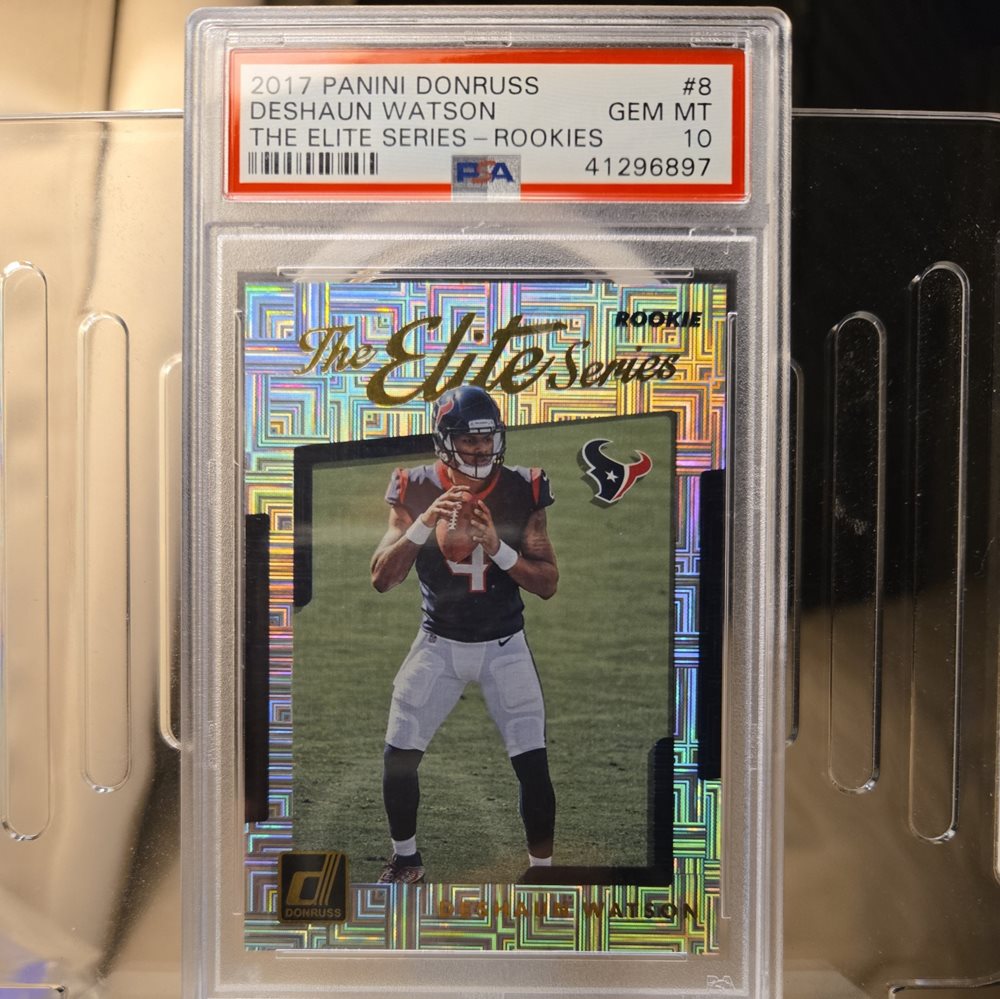 2017 PANINI DONRUSS #8
DESHAUN WATSON GEM MT
THE ELITE SERIES – ROOKIES 10
PSA 41296897
ROOKIE
The Elite Series
4
d
DONRUSS
DESHAUN WATSON